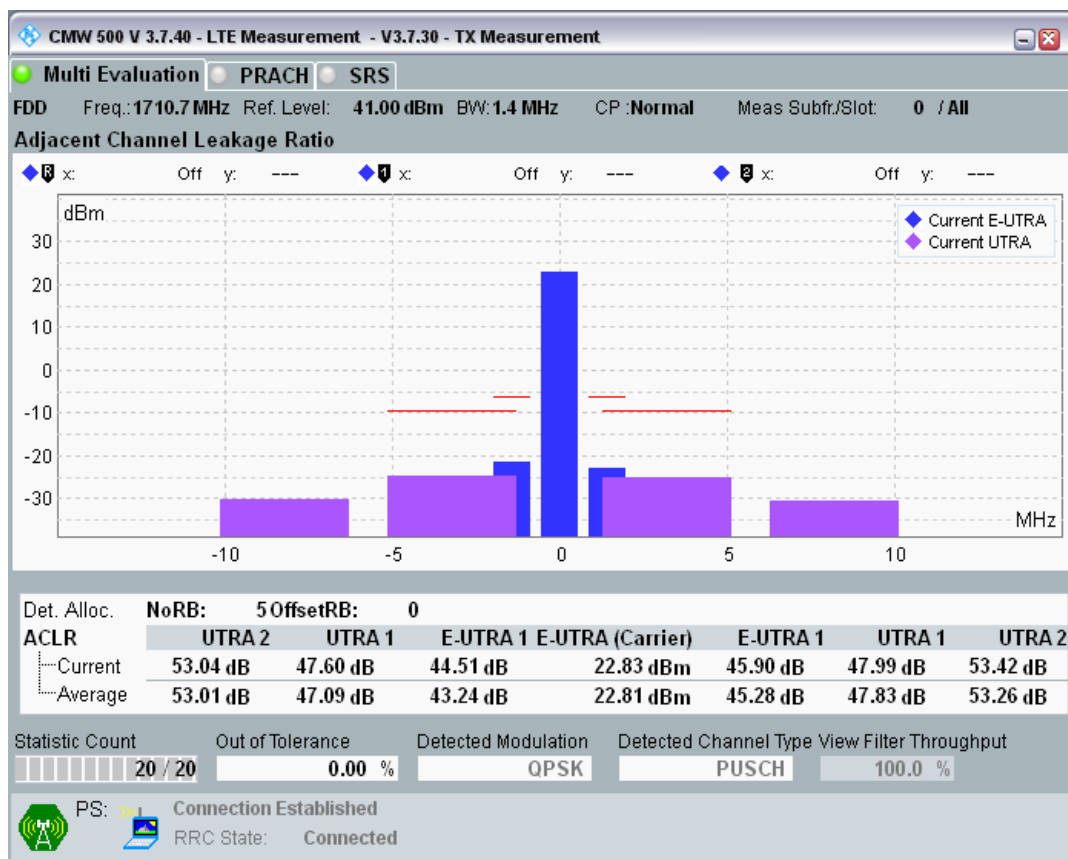 CMW 500 V 3.7.40 - LTE Measurement - V3.7.30 - TX Measurement
Multi Evaluation PRACH SRS
FDD Freq.: 1710.7 MHz Ref. Level: 41.00 dBm BW: 1.4 MHz CP :Normal Meas Subfr./Slot: 0 / All
Adjacent Channel Leakage Ratio
R x: Off y: --- 1 x: Off y: --- 2 x: Off y: ---
dBm
Current E-UTRA
Current UTRA
30
20
10
0
-10
-20
-30
MHz
-10 -5 0 5 10
Det. Alloc. NoRB: 5 OffsetRB: 0
ACLR UTRA 2 UTRA 1 E-UTRA 1 E-UTRA (Carrier) E-UTRA 1 UTRA 1 UTRA 2
Current 53.04 dB 47.60 dB 44.51 dB 22.83 dBm 45.90 dB 47.99 dB 53.42 dB
Average 53.01 dB 47.09 dB 43.24 dB 22.81 dBm 45.28 dB 47.83 dB 53.26 dB
Statistic Count Out of Tolerance Detected Modulation Detected Channel Type View Filter Throughput
20 / 20 0.00 % QPSK PUSCH 100.0 %
PS: Connection Established
RRC State: Connected